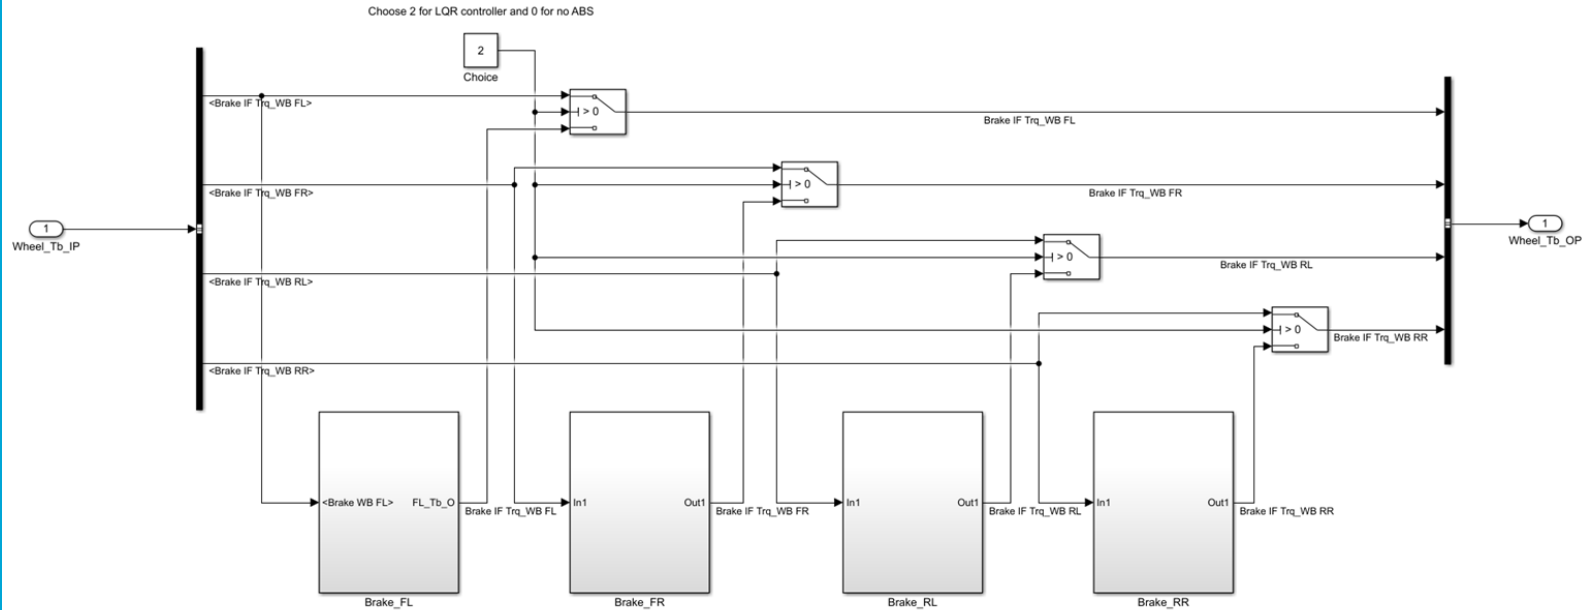 Choose 2 for LQR controller and 0 for no ABS
2
Choice
<Brake IF Trq_WB FL>
> 0
Brake IF Trq_WB FL
<Brake IF Trq_WB FR>
> 0
Brake IF Trq_WB FR
1
Wheel_Tb_IP
1
Wheel_Tb_OP
<Brake IF Trq_WB RL>
> 0
Brake IF Trq_WB RL
<Brake IF Trq_WB RR>
> 0
Brake IF Trq_WB RR
<Brake WB FL> FL_Tb_O
Brake IF Trq_WB FL
In1 Out1
Brake IF Trq_WB FR
In1 Out1
Brake IF Trq_WB RL
In1 Out1
Brake IF Trq_WB RR
Brake_FL
Brake_FR
Brake_RL
Brake_RR